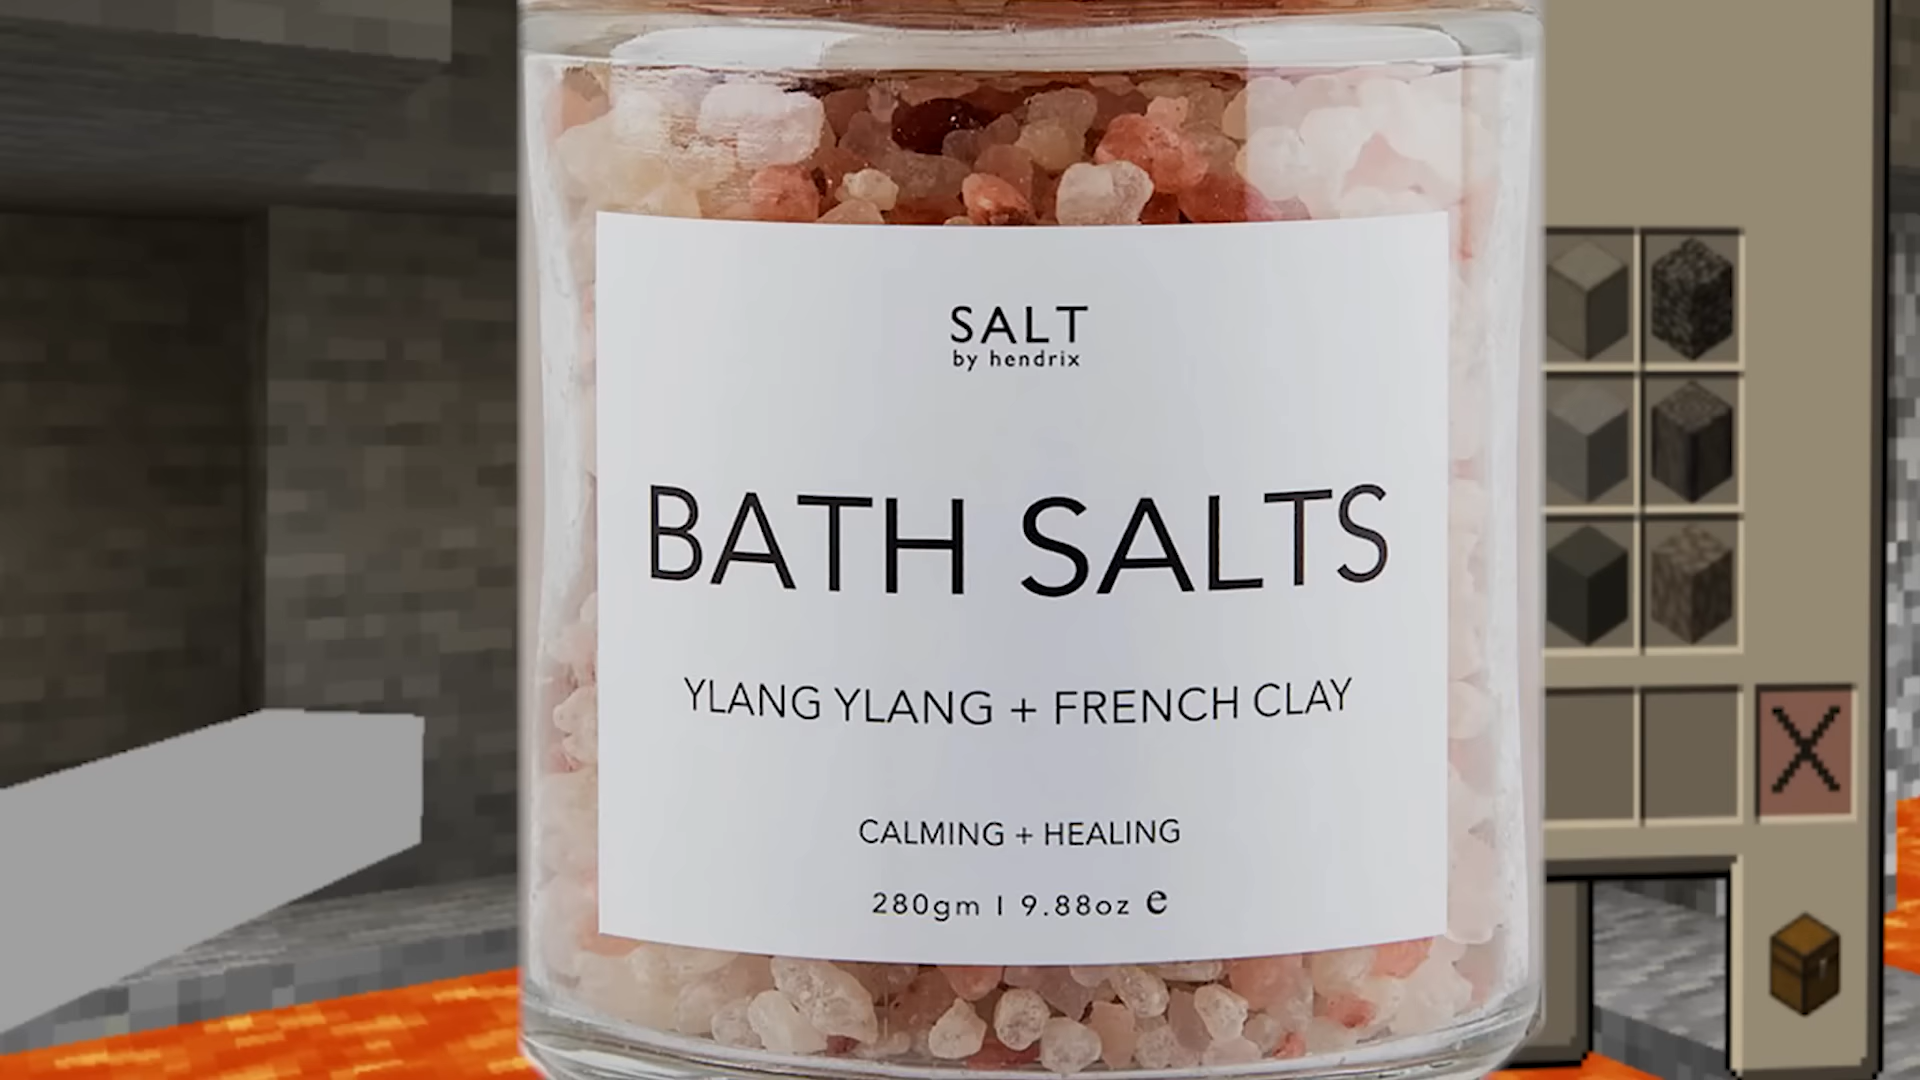 SALT
by hendrix
BATH SALTS
YLANG YLANG + FRENCH CLAY
CALMING + HEALING
280gm | 9.88oz e